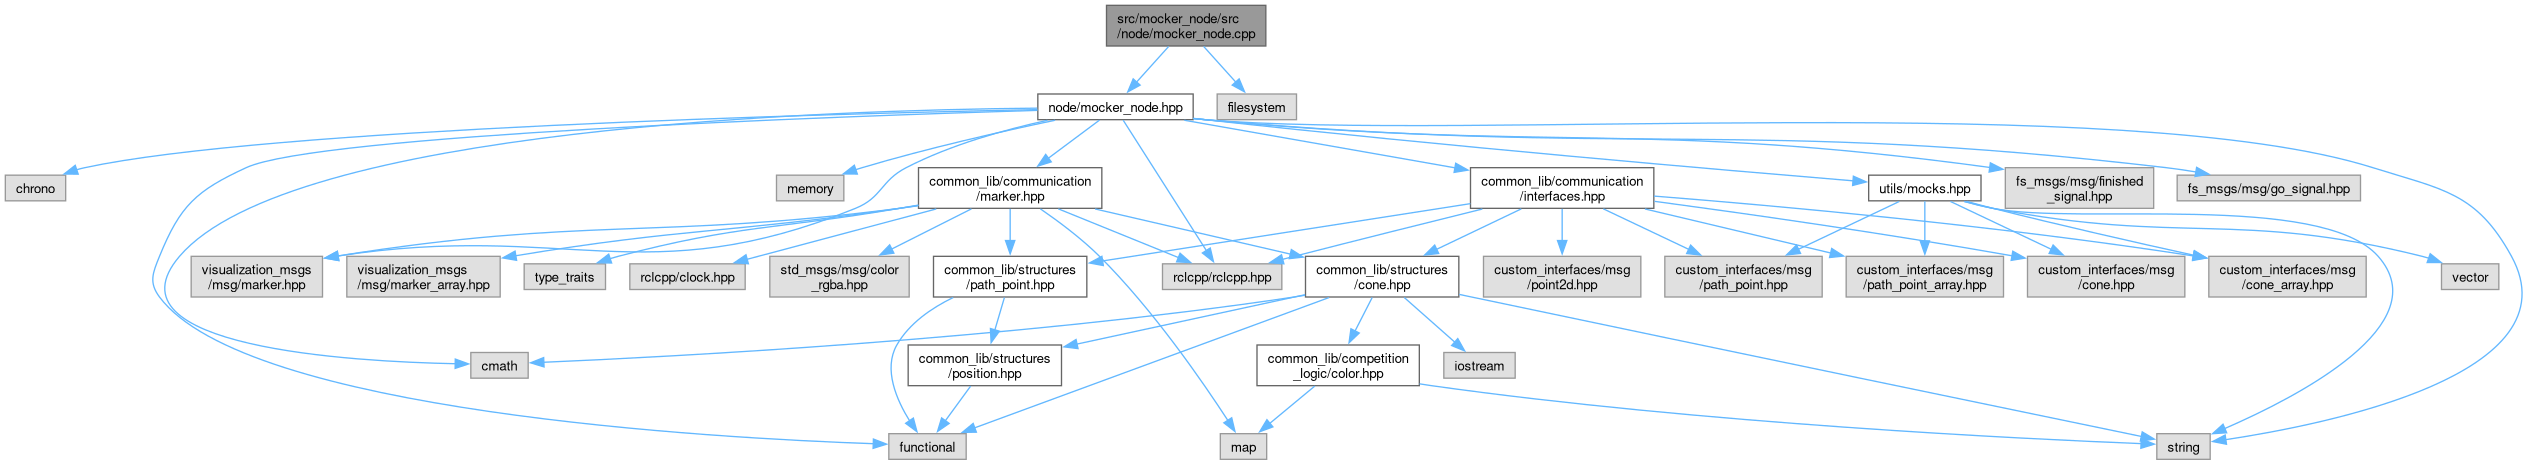 src/mocker_node/src
/node/mocker_node.cpp
node/mocker_node.hpp
filesystem
chrono
memory
common_lib/communication
/marker.hpp
common_lib/communication
/interfaces.hpp
utils/mocks.hpp
fs_msgs/msg/finished
_signal.hpp
fs_msgs/msg/go_signal.hpp
visualization_msgs
/msg/marker.hpp
visualization_msgs
/msg/marker_array.hpp
type_traits
rclcpp/clock.hpp
std_msgs/msg/color
_rgba.hpp
common_lib/structures
/path_point.hpp
rclcpp/rclcpp.hpp
common_lib/structures
/cone.hpp
custom_interfaces/msg
/point2d.hpp
custom_interfaces/msg
/path_point.hpp
custom_interfaces/msg
/path_point_array.hpp
custom_interfaces/msg
/cone.hpp
custom_interfaces/msg
/cone_array.hpp
vector
cmath
common_lib/structures
/position.hpp
common_lib/competition
_logic/color.hpp
iostream
functional
map
string